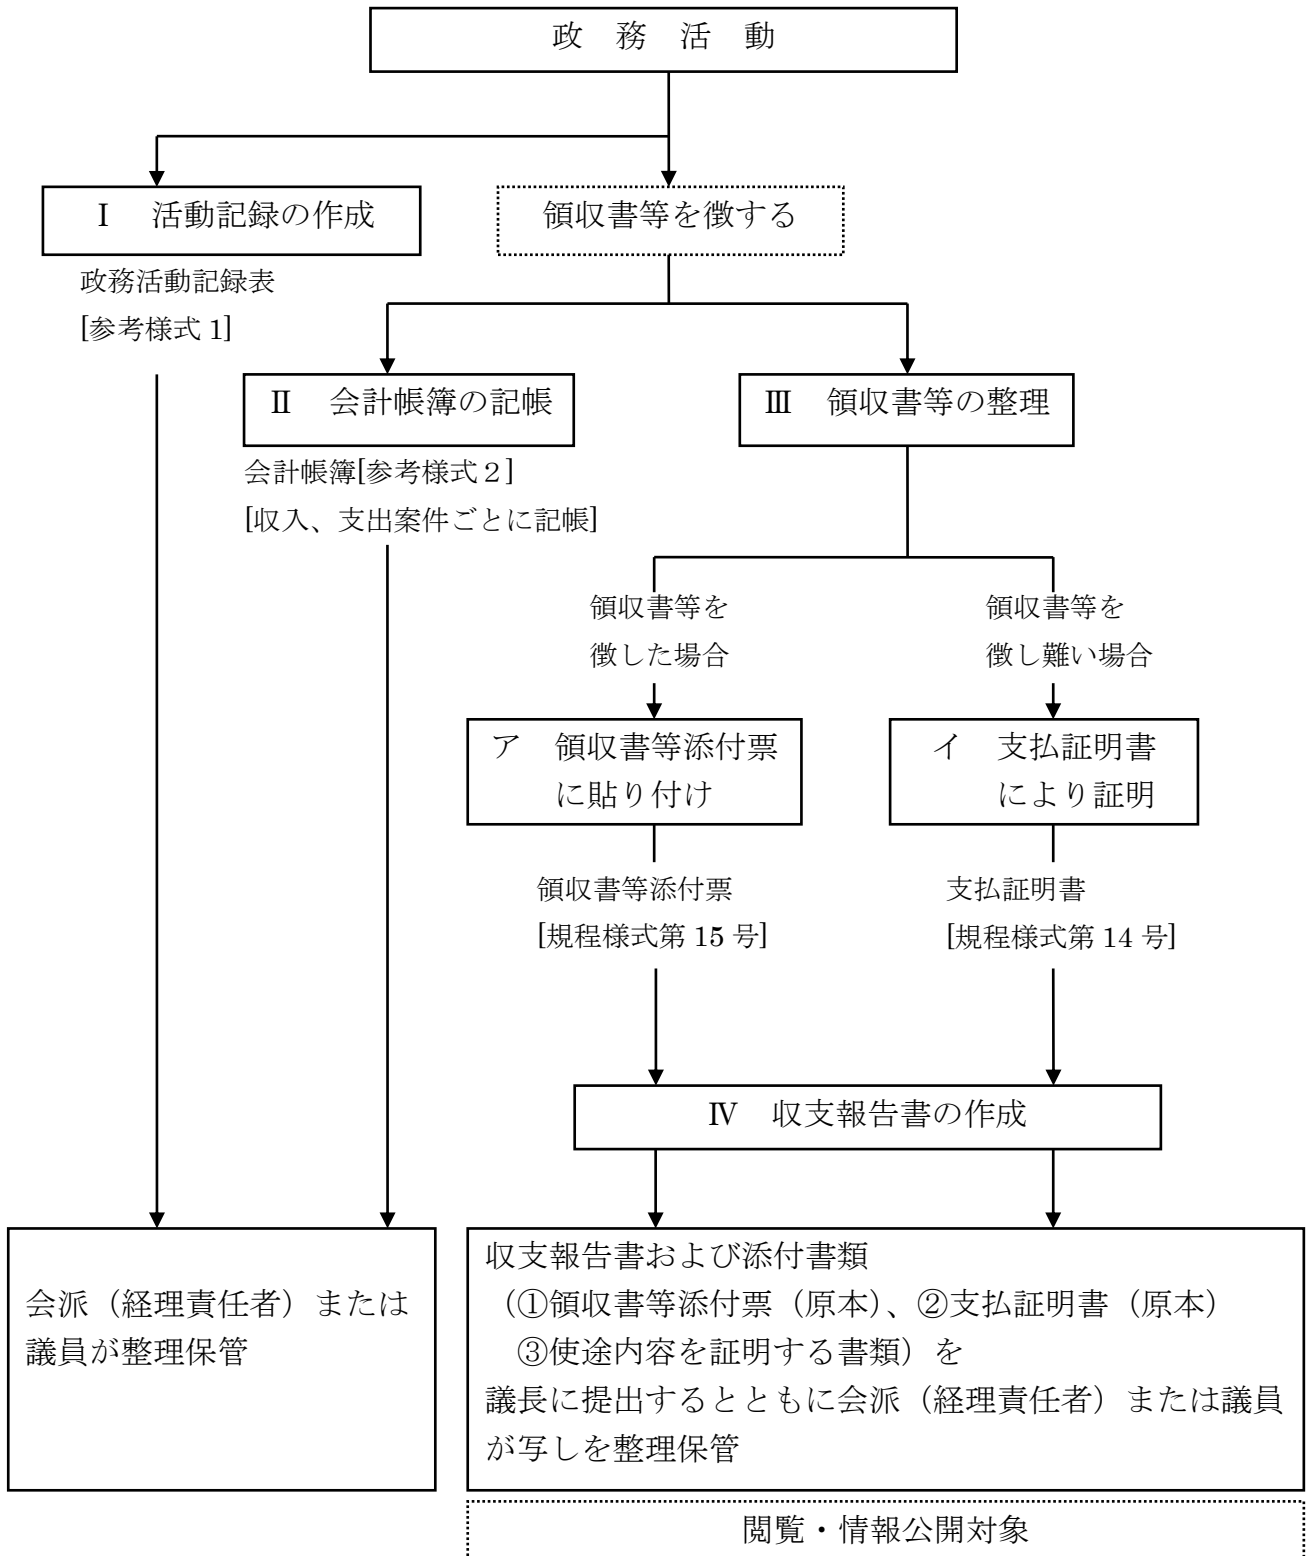 政　務　活　動
Ⅰ　活動記録の作成
領収書等を徴する
政務活動記録表
[参考様式 1]
Ⅱ　会計帳簿の記帳
Ⅲ　領収書等の整理
会計帳簿[参考様式２]
[収入、支出案件ごとに記帳]
領収書等を
徴した場合
領収書等を
徴し難い場合
ア　領収書等添付票
に貼り付け
イ　支払証明書
により証明
領収書等添付票
[規程様式第 15 号]
支払証明書
[規程様式第 14 号]
Ⅳ　収支報告書の作成
会派（経理責任者）または
議員が整理保管
収支報告書および添付書類
（①領収書等添付票（原本）、②支払証明書（原本）
③使途内容を証明する書類）を
議長に提出するとともに会派（経理責任者）または議員
が写しを整理保管
閲覧・情報公開対象